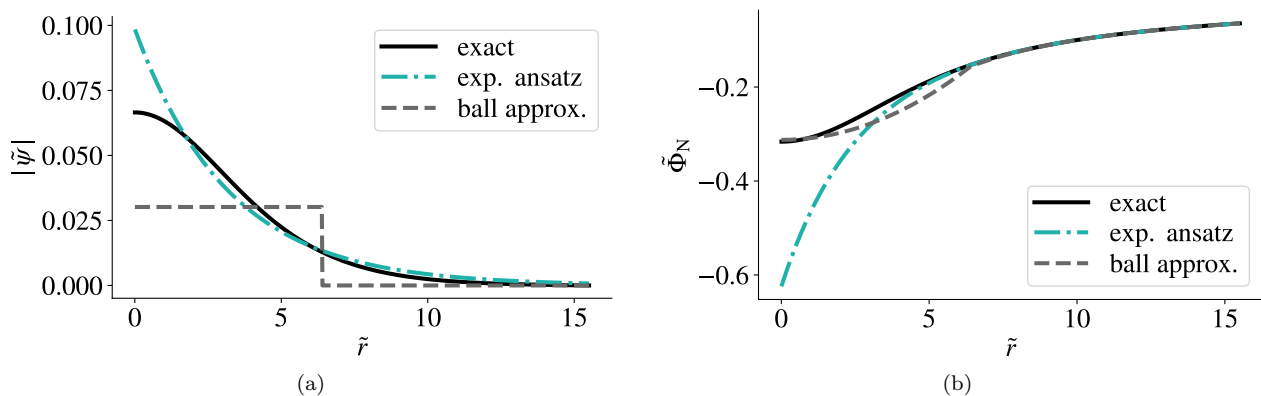 0.100
0.075
0.050
0.025
0.000
|ψ̃|
exact
exp. ansatz
ball approx.
0 5 10 15
r̃
(a)
−0.2
−0.4
−0.6
Φ̃_N
exact
exp. ansatz
ball approx.
0 5 10 15
r̃
(b)